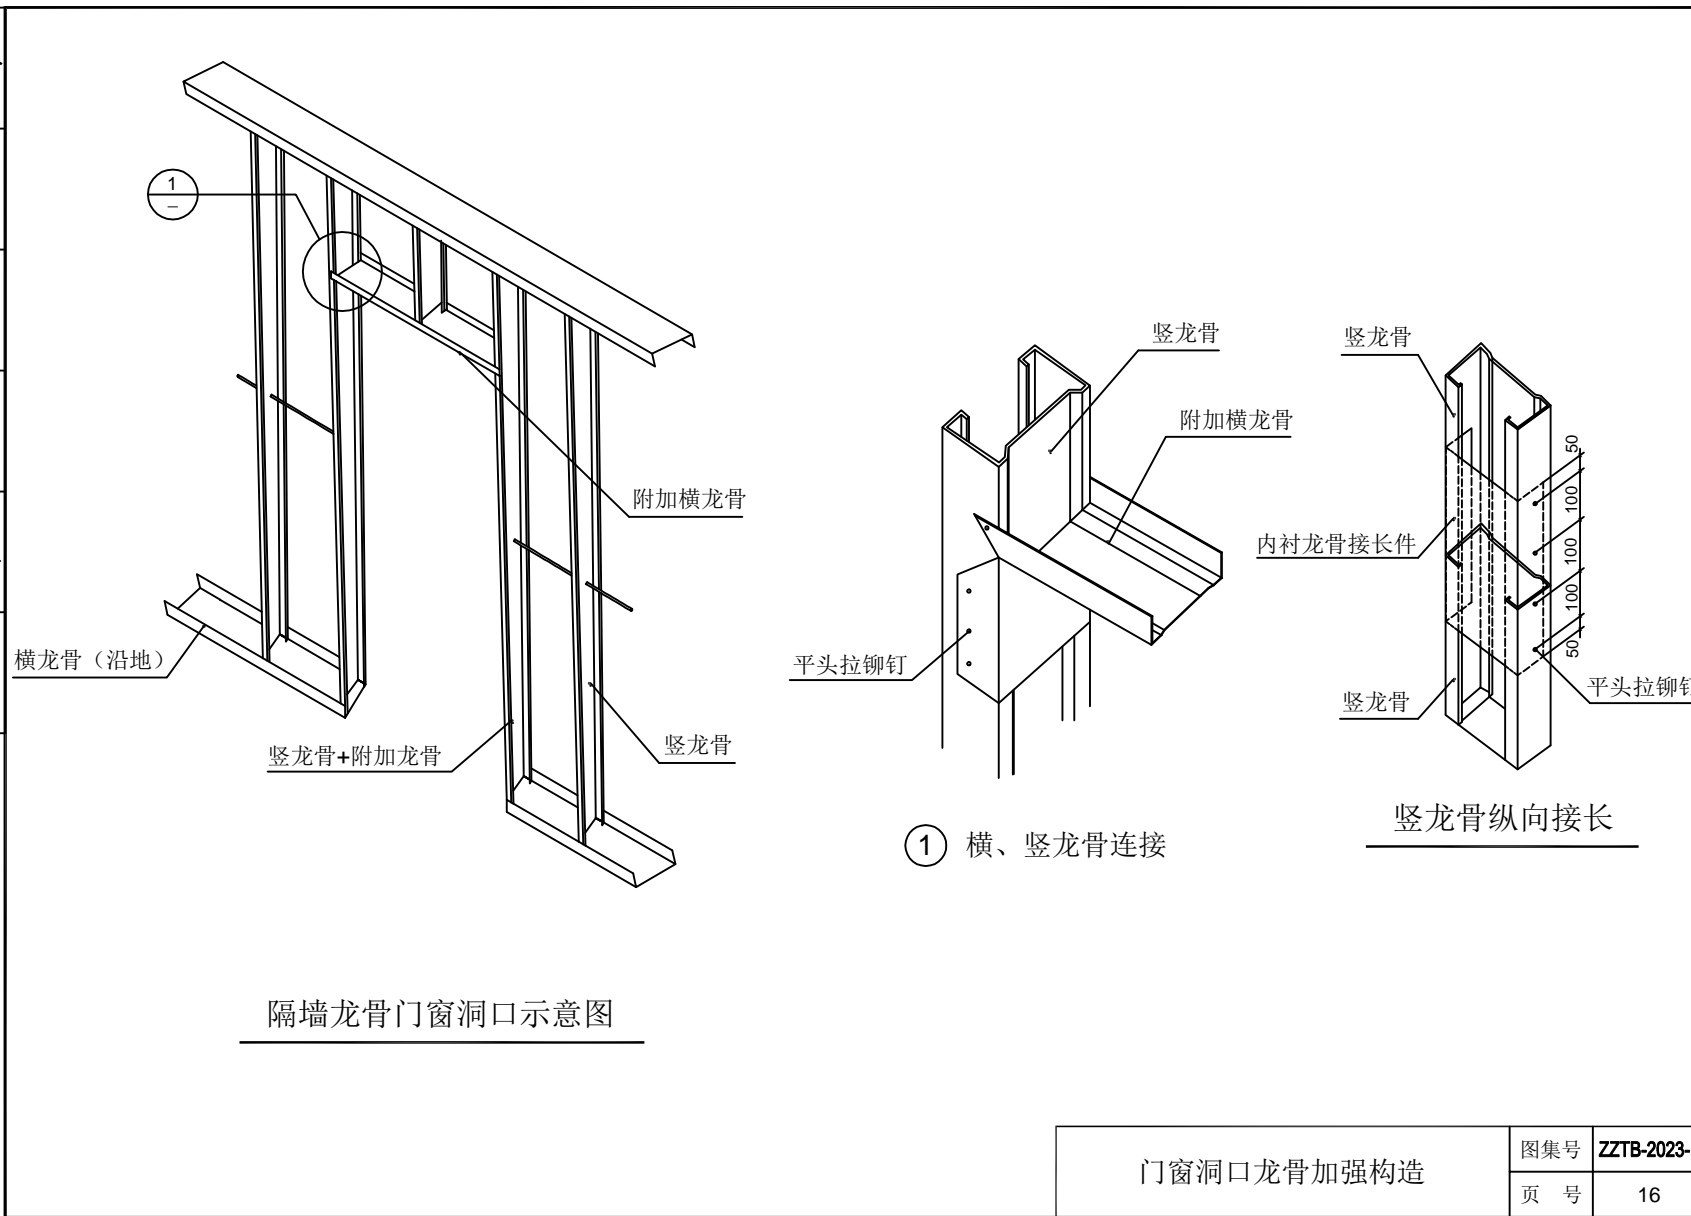 1
–
附加横龙骨
横龙骨（沿地）
竖龙骨+附加龙骨
竖龙骨
隔墙龙骨门窗洞口示意图
竖龙骨
附加横龙骨
平头拉铆钉
1 横、竖龙骨连接
竖龙骨
内衬龙骨接长件
竖龙骨
50
100
100
100
50
平头拉铆钉
竖龙骨纵向接长
门窗洞口龙骨加强构造
图集号 ZZTB-2023-
页 号 16